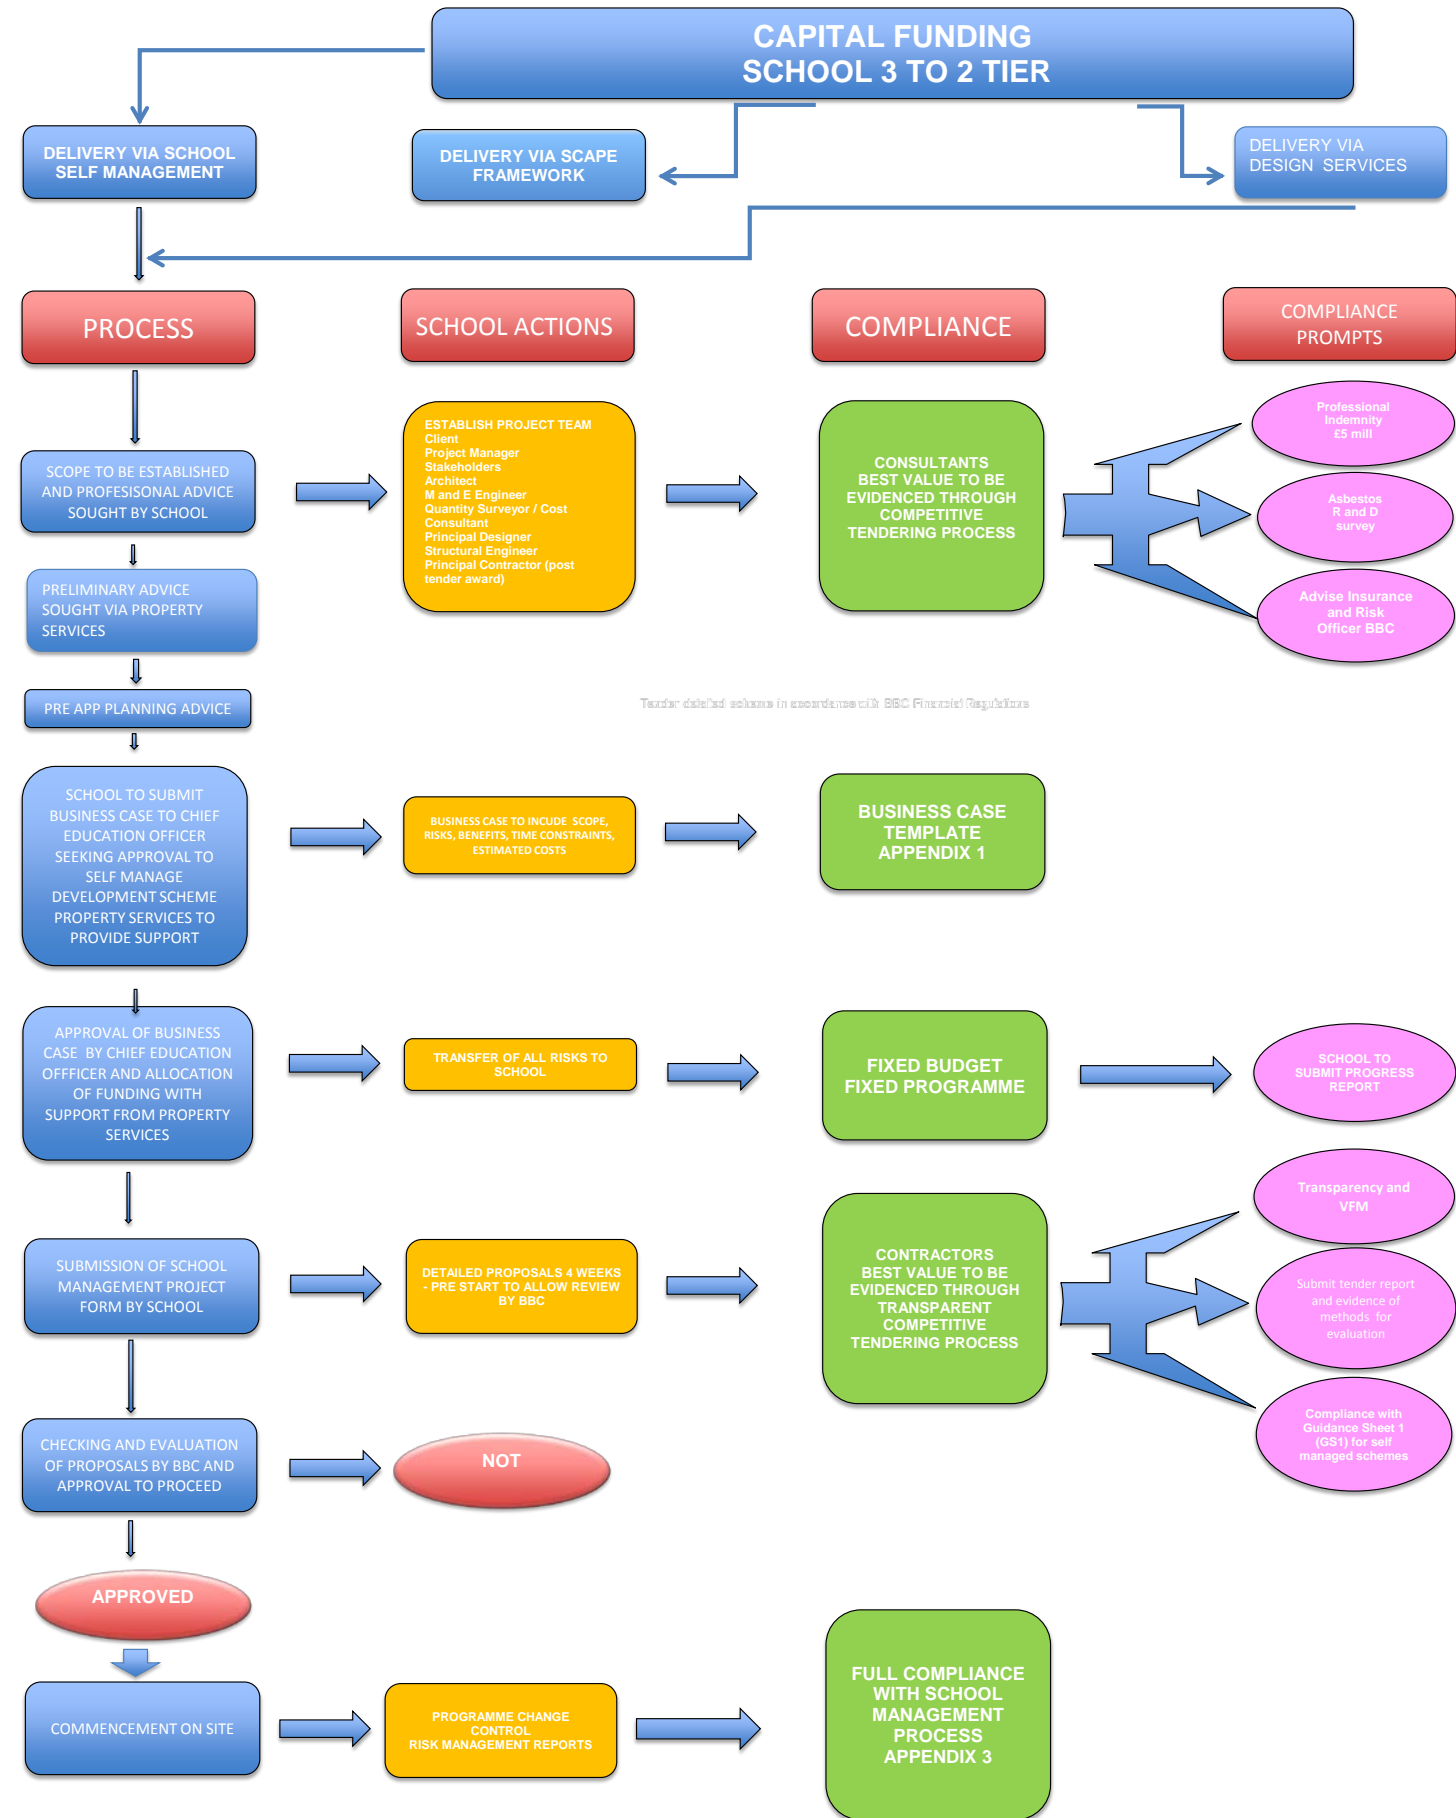 CAPITAL FUNDING
SCHOOL 3 TO 2 TIER
DELIVERY VIA SCHOOL
SELF MANAGEMENT
DELIVERY VIA SCAPE
FRAMEWORK
DELIVERY VIA
DESIGN SERVICES
PROCESS
SCHOOL ACTIONS
COMPLIANCE
COMPLIANCE
PROMPTS
SCOPE TO BE ESTABLISHED
AND PROFESISONAL ADVICE
SOUGHT BY SCHOOL
ESTABLISH PROJECT TEAM
Client
Project Manager
Stakeholders
Architect
M and E Engineer
Quantity Surveyor / Cost
Consultant
Principal Designer
Structural Engineer
Principal Contractor (post
tender award)
CONSULTANTS
BEST VALUE TO BE
EVIDENCED THROUGH
COMPETITIVE
TENDERING PROCESS
Professional
Indemnity
£5 mill
Asbestos
R and D
survey
Advise Insurance
and Risk
Officer BBC
PRELIMINARY ADVICE
SOUGHT VIA PROPERTY
SERVICES
PRE APP PLANNING ADVICE
Tender detailed scheme in accordance with BBC Financial Regulations
SCHOOL TO SUBMIT
BUSINESS CASE TO CHIEF
EDUCATION OFFICER
SEEKING APPROVAL TO
SELF MANAGE
DEVELOPMENT SCHEME
PROPERTY SERVICES TO
PROVIDE SUPPORT
BUSINESS CASE TO INCUDE SCOPE,
RISKS, BENEFITS, TIME CONSTRAINTS,
ESTIMATED COSTS
BUSINESS CASE
TEMPLATE
APPENDIX 1
APPROVAL OF BUSINESS
CASE BY CHIEF EDUCATION
OFFFICER AND ALLOCATION
OF FUNDING WITH
SUPPORT FROM PROPERTY
SERVICES
TRANSFER OF ALL RISKS TO
SCHOOL
FIXED BUDGET
FIXED PROGRAMME
SCHOOL TO
SUBMIT PROGRESS
REPORT
SUBMISSION OF SCHOOL
MANAGEMENT PROJECT
FORM BY SCHOOL
DETAILED PROPOSALS 4 WEEKS
- PRE START TO ALLOW REVIEW
BY BBC
CONTRACTORS
BEST VALUE TO BE
EVIDENCED THROUGH
TRANSPARENT
COMPETITIVE
TENDERING PROCESS
Transparency and
VFM
Submit tender report
and evidence of
methods for
evaluation
Compliance with
Guidance Sheet 1
(GS1) for self
managed schemes
CHECKING AND EVALUATION
OF PROPOSALS BY BBC AND
APPROVAL TO PROCEED
NOT
APPROVED
COMMENCEMENT ON SITE
PROGRAMME CHANGE
CONTROL
RISK MANAGEMENT REPORTS
FULL COMPLIANCE
WITH SCHOOL
MANAGEMENT
PROCESS
APPENDIX 3